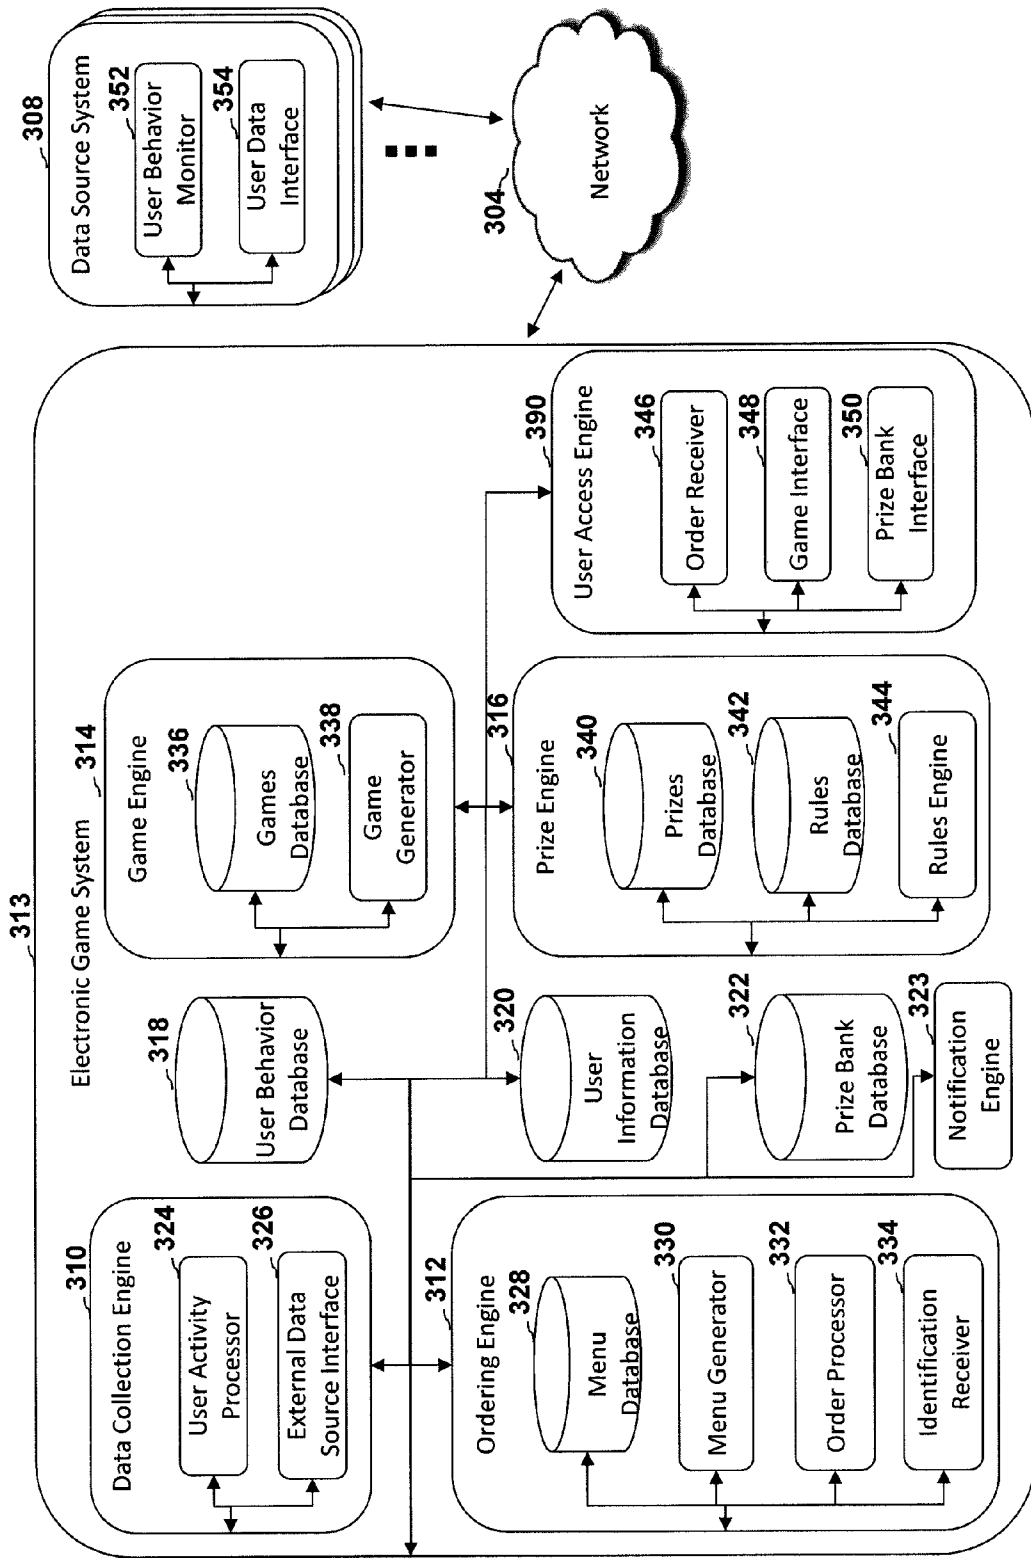 313
Electronic Game System
310
Data Collection Engine
324
User Activity
Processor
326
External Data
Source Interface
312
Ordering Engine
328
Menu
Database
330
Menu Generator
332
Order Processor
334
Identification
Receiver
318
User Behavior
Database
320
User
Information
Database
322
Prize Bank
Database
323
Notification
Engine
314
Game Engine
336
Games
Database
338
Game
Generator
316
Prize Engine
340
Prizes
Database
342
Rules
Database
344
Rules Engine
390
User Access Engine
346
Order Receiver
348
Game Interface
350
Prize Bank
Interface
308
Data Source System
352
User Behavior
Monitor
354
User Data
Interface
304
Network